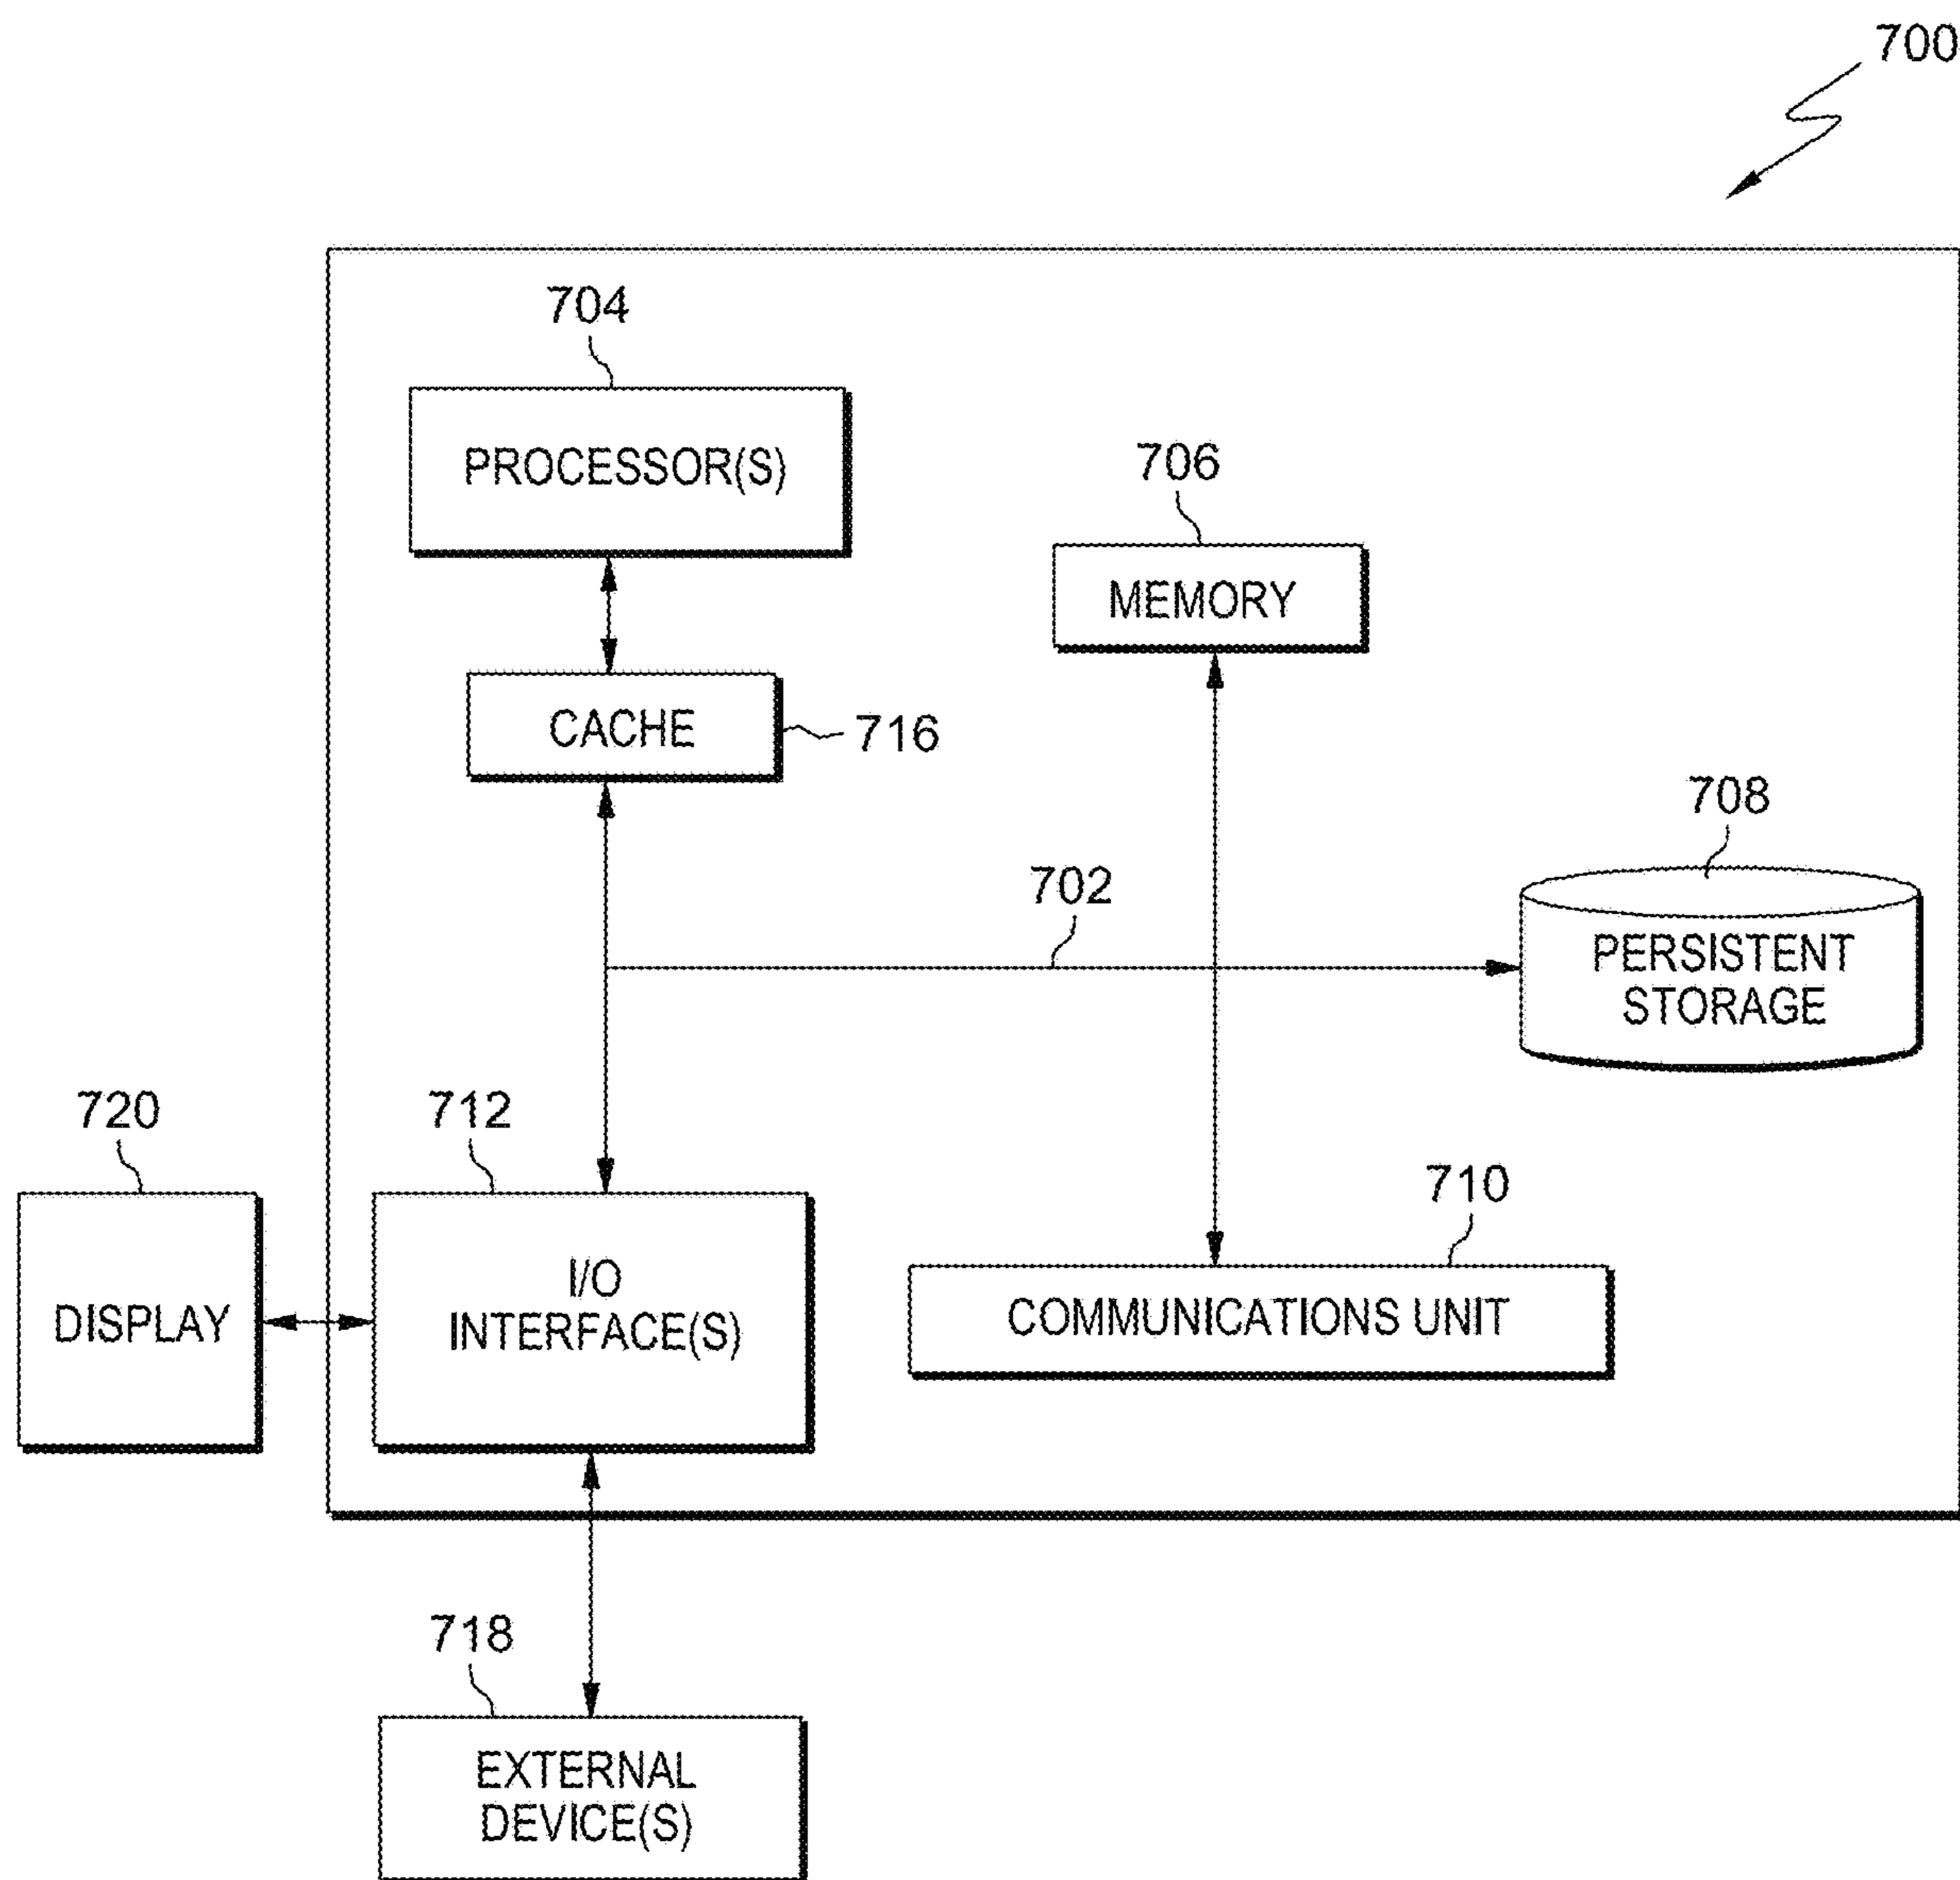 700
704
PROCESSOR(S)
706
MEMORY
CACHE
716
708
702
PERSISTENT
STORAGE
720
712
710
DISPLAY
I/O
INTERFACE(S)
COMMUNICATIONS UNIT
718
EXTERNAL
DEVICE(S)